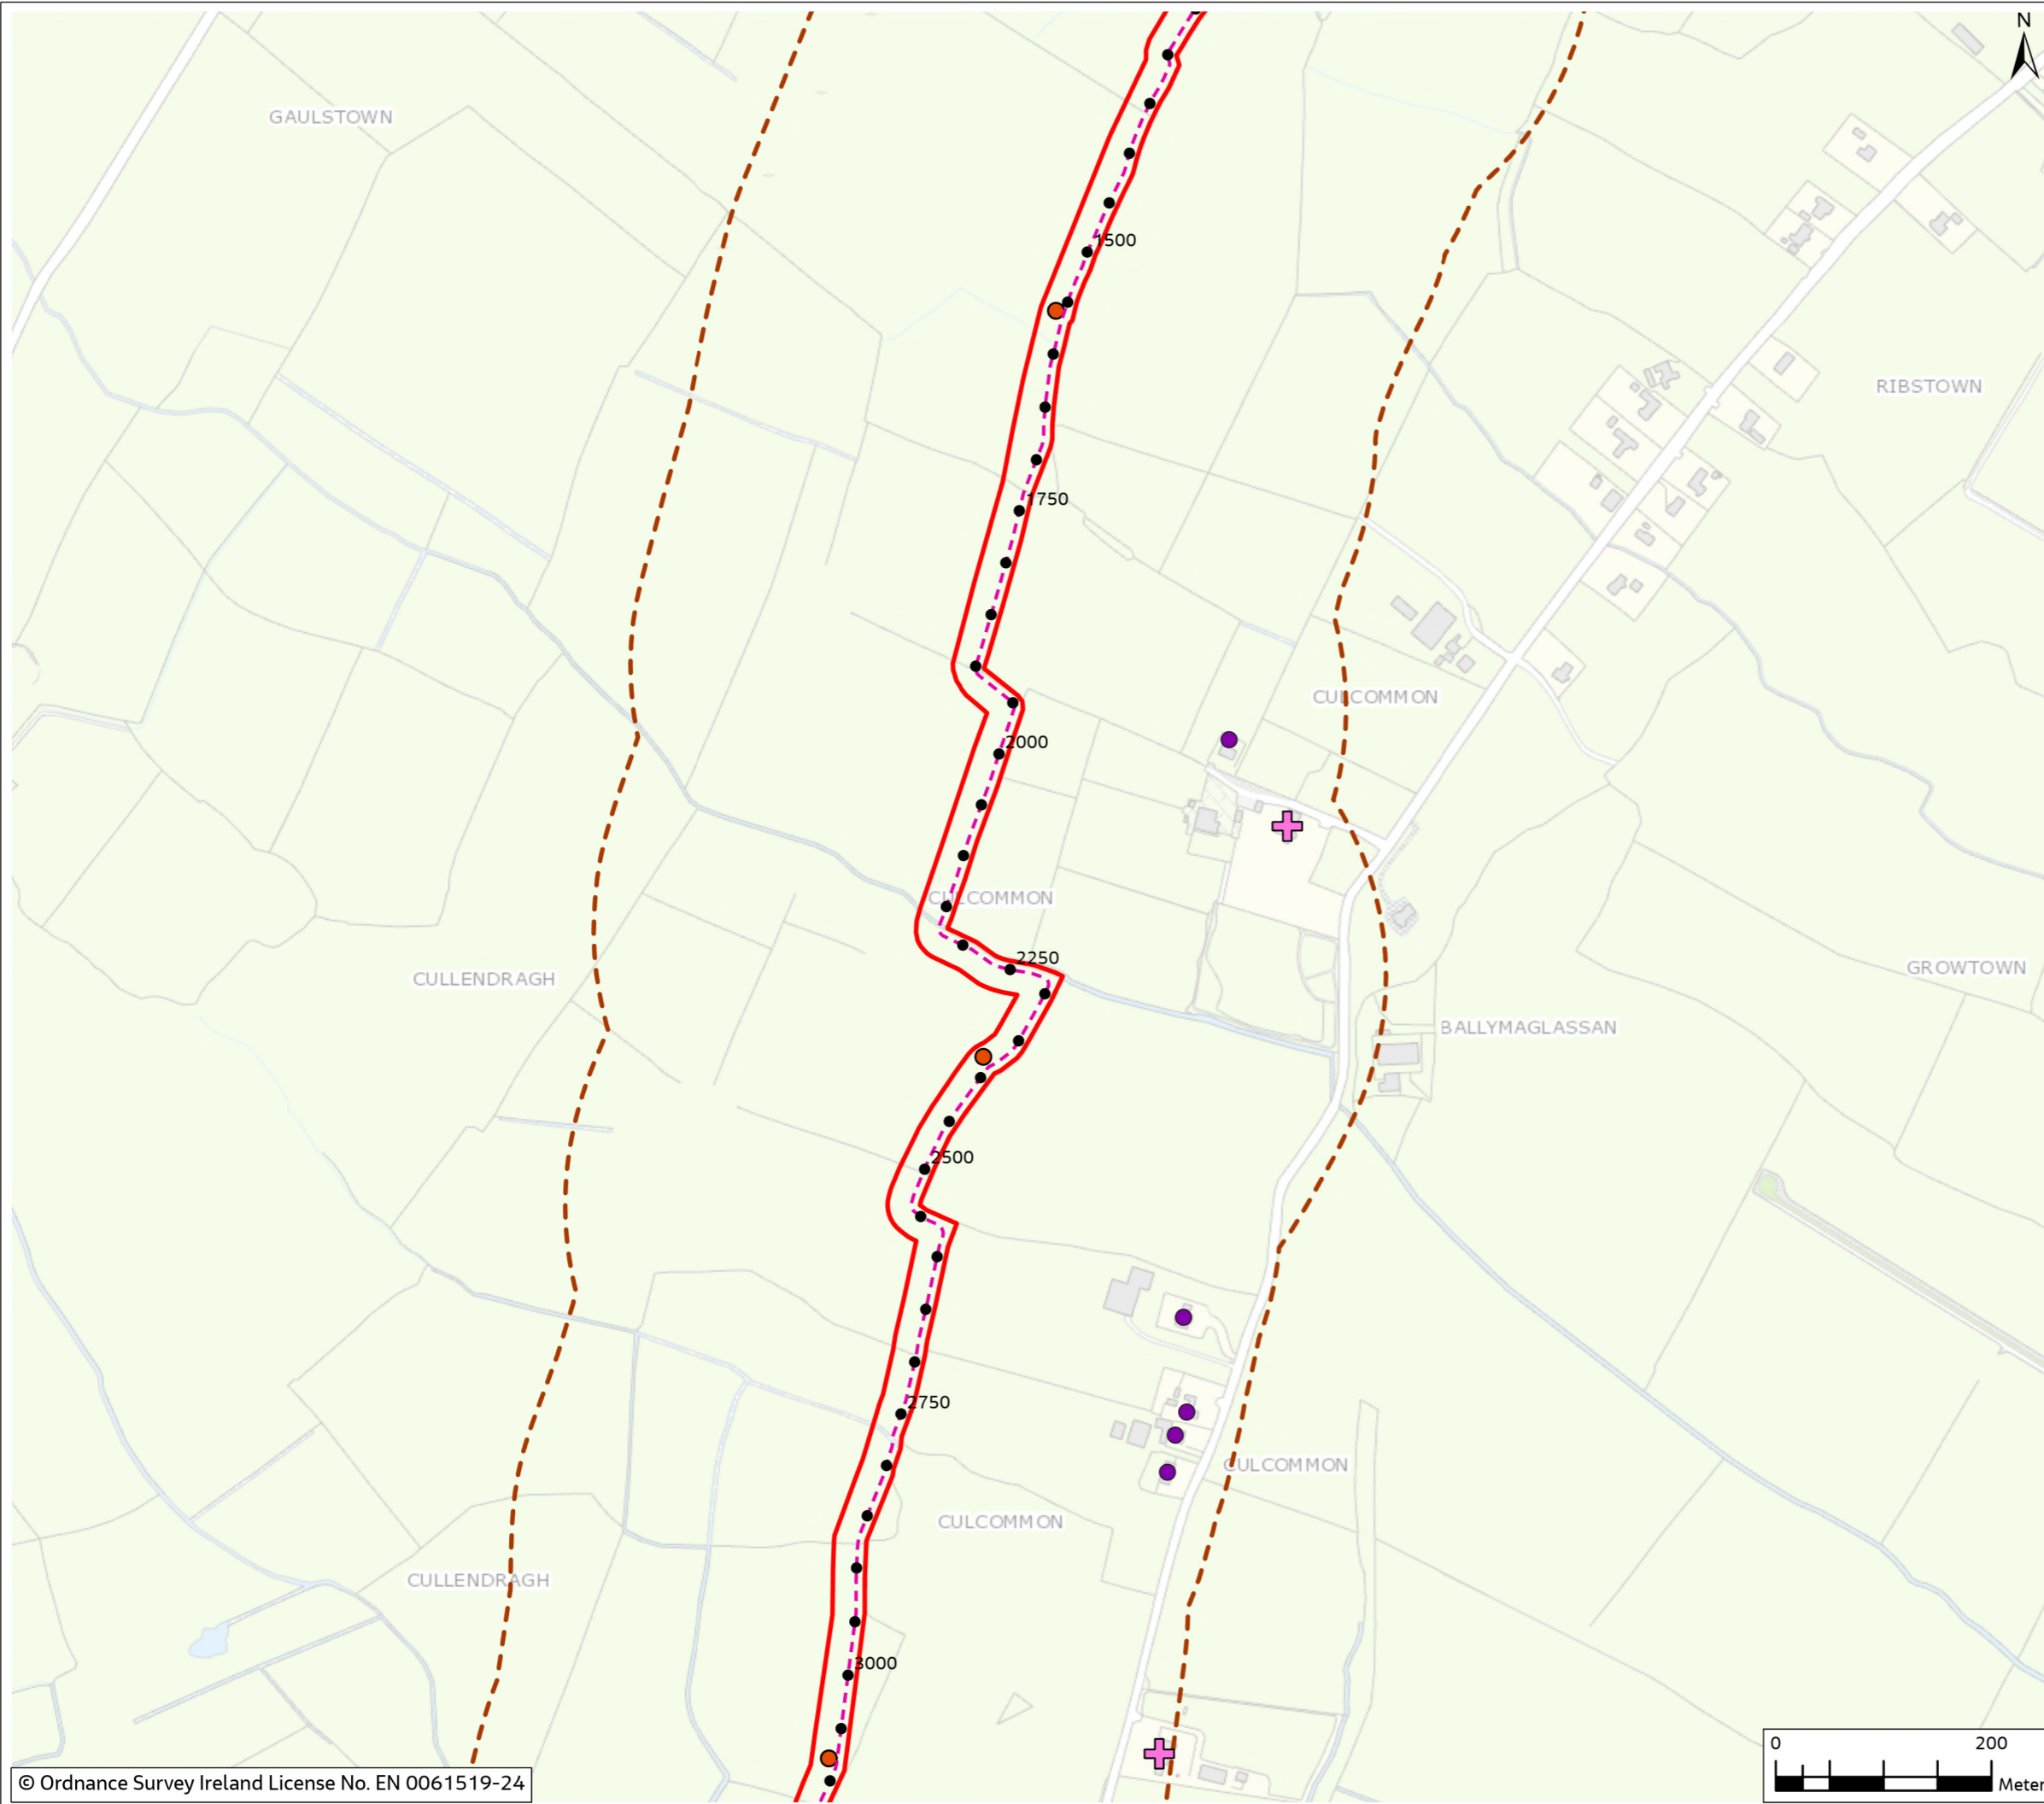 N
GAULSTOWN
1500
RIBSTOWN
1750
CULCOMMON
2000
CULCOMMON
2250
CULLENDRAGH
GROWTOWN
BALLYMAGLASSAN
2500
2750
CULCOMMON
CULCOMMON
CULLENDRAGH
3000
0 200
Meter
© Ordnance Survey Ireland License No. EN 0061519-24